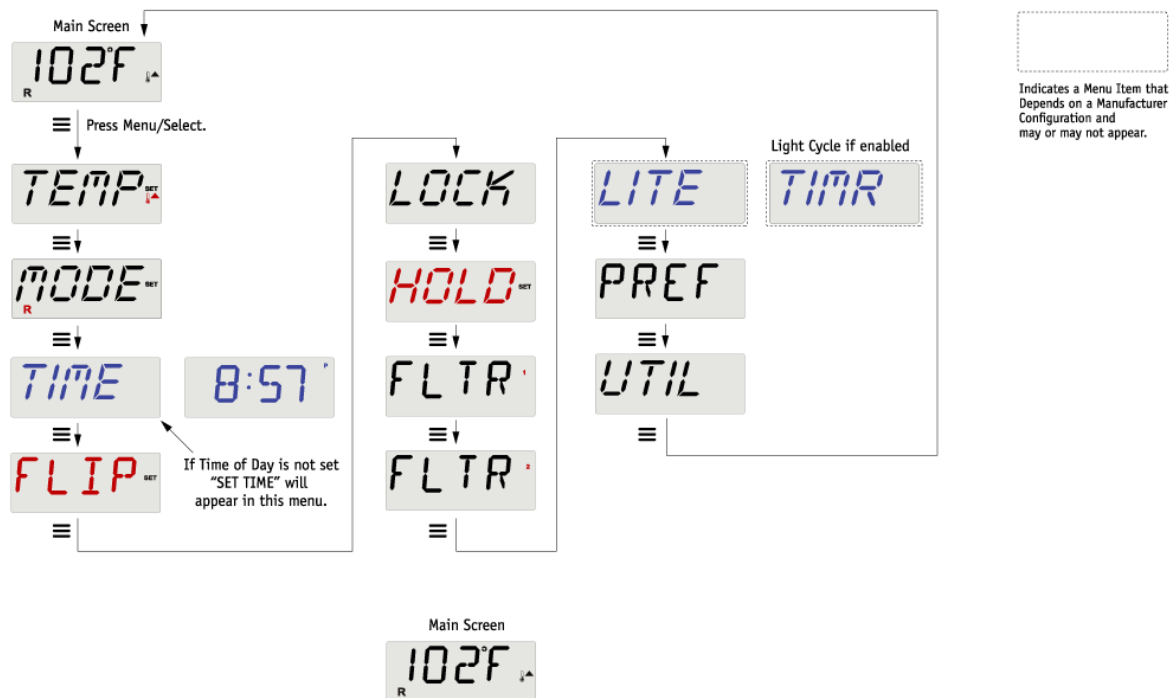 Main Screen
102°F
R
Press Menu/Select.
TEMP SET
MODE SET
R
TIME
8:57 P
FLIP SET
If Time of Day is not set
"SET TIME" will
appear in this menu.
LOCK
HOLD SET
FLTR 1
FLTR 2
Light Cycle if enabled
LITE
TIMR
PREF
UTIL
Indicates a Menu Item that
Depends on a Manufacturer
Configuration and
may or may not appear.
Main Screen
102°F
R